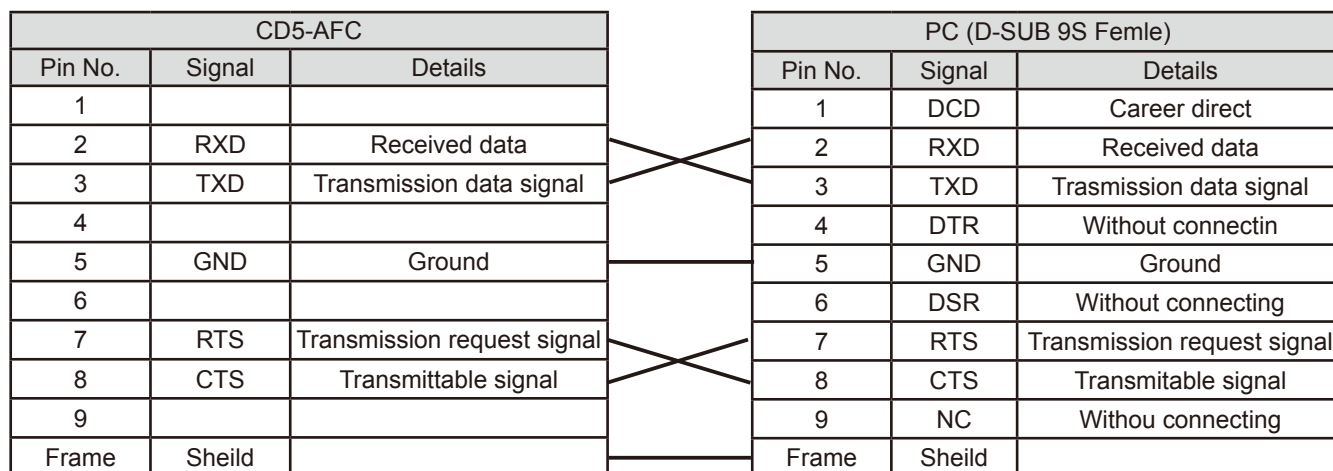 CD5-AFC
Pin No. Signal Details
1
2 RXD Received data
3 TXD Transmission data signal
4
5 GND Ground
6
7 RTS Transmission request signal
8 CTS Transmittable signal
9
Frame Sheild
PC (D-SUB 9S Femle)
Pin No. Signal Details
1 DCD Career direct
2 RXD Received data
3 TXD Trasmission data signal
4 DTR Without connectin
5 GND Ground
6 DSR Without connecting
7 RTS Transmission request signal
8 CTS Transmitable signal
9 NC Withou connecting
Frame Sheild